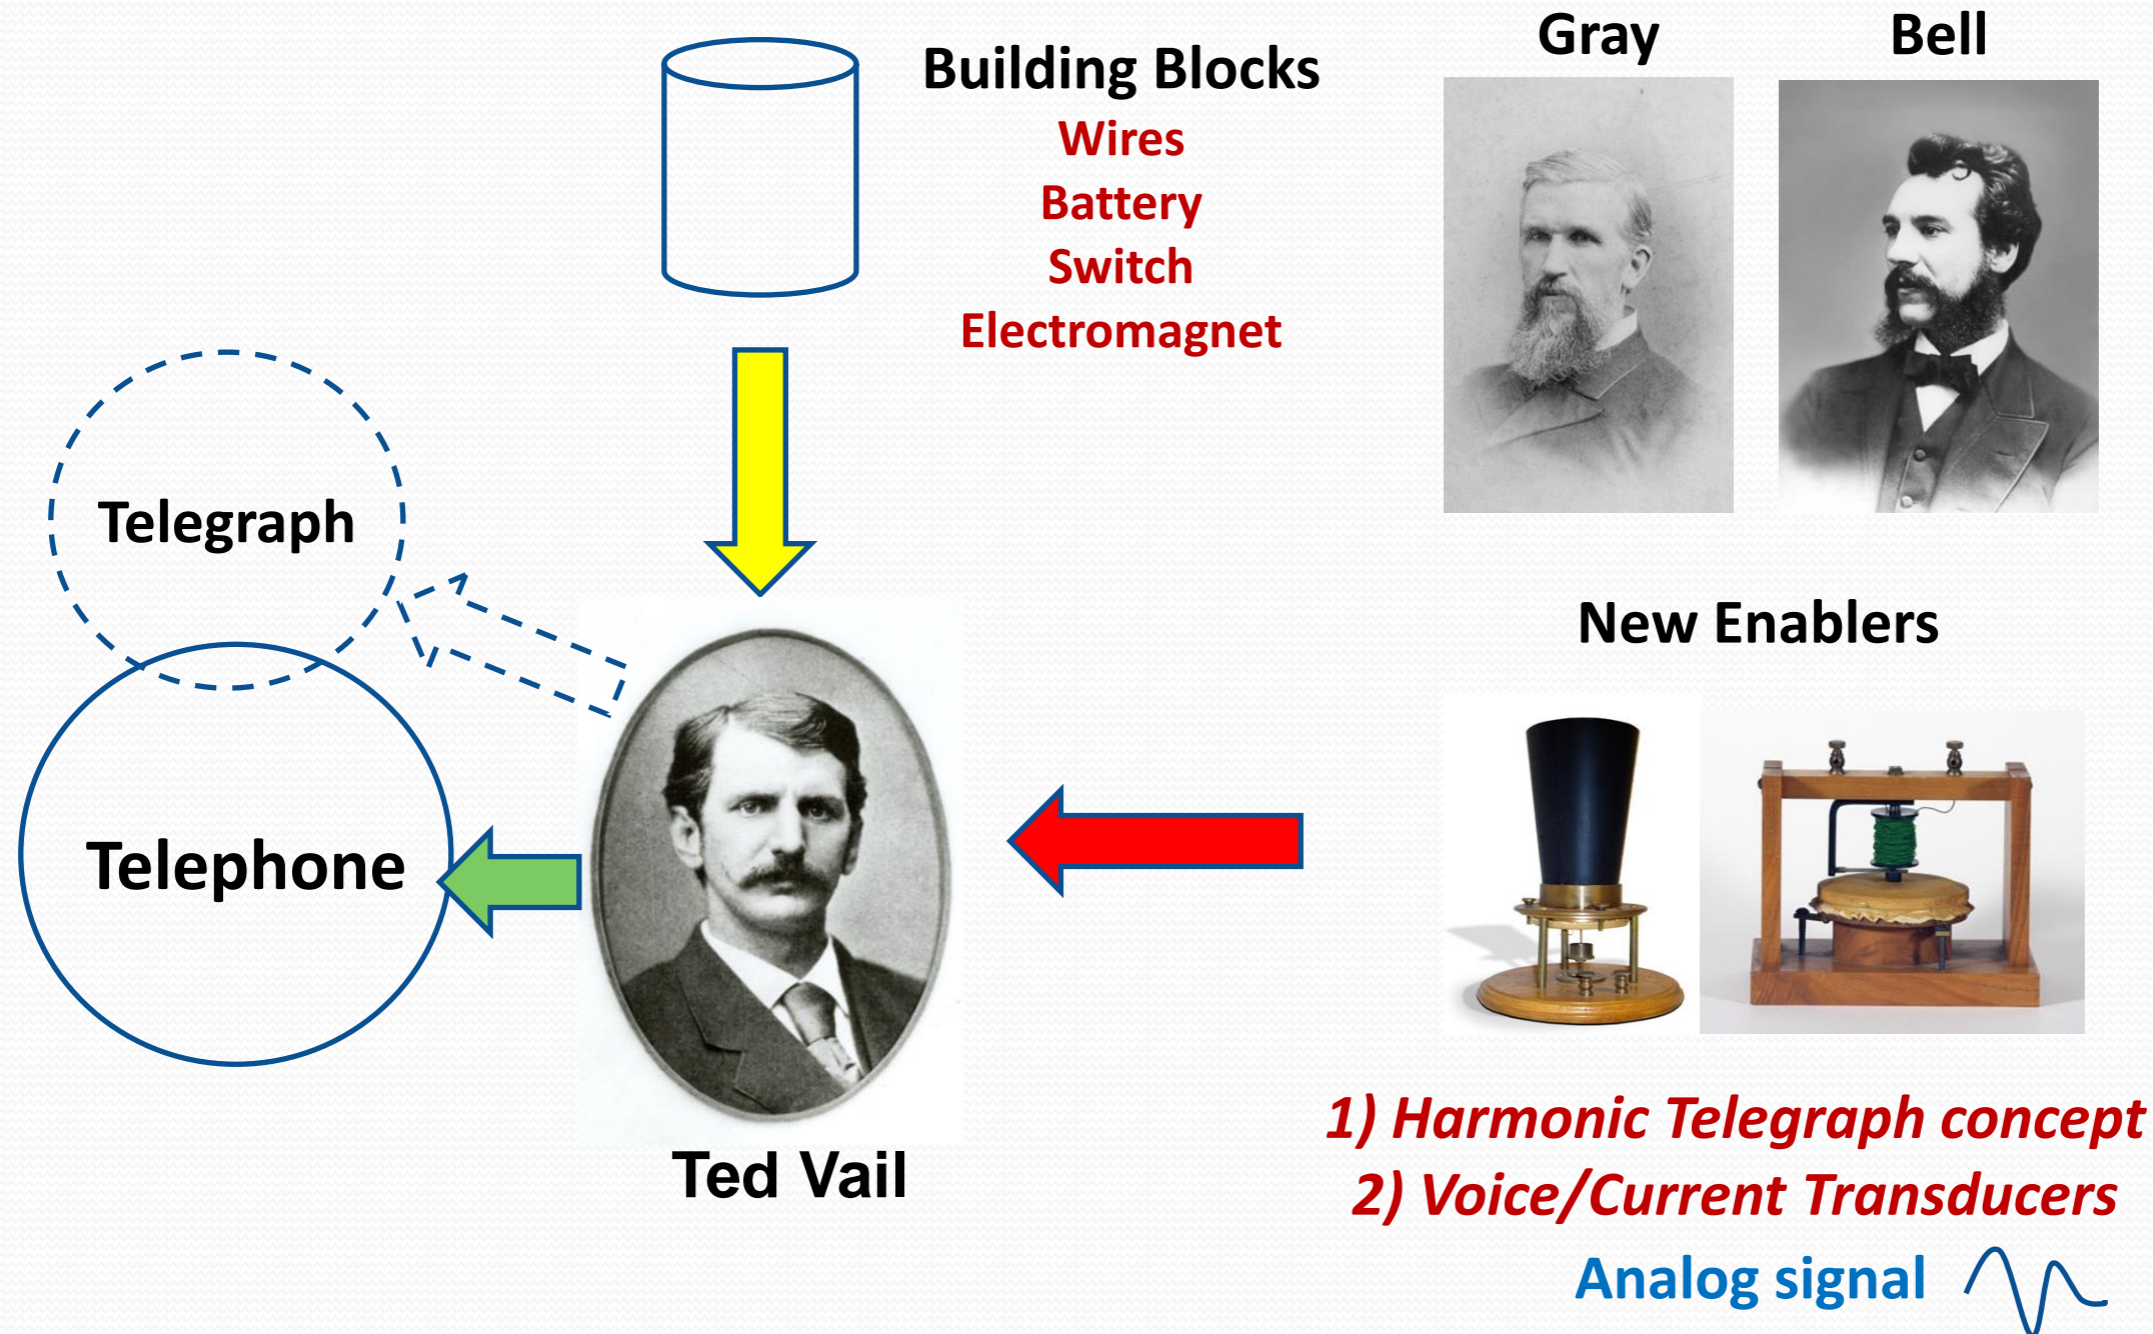 Gray
Bell
Building Blocks
Wires
Battery
Switch
Electromagnet
Telegraph
Telephone
Ted Vail
New Enablers
1) Harmonic Telegraph concept
2) Voice/Current Transducers
Analog signal